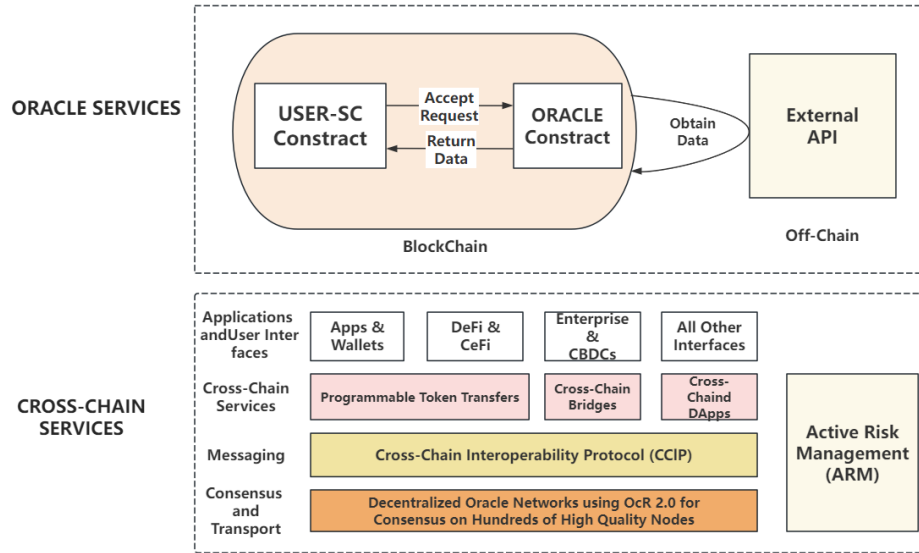 ORACLE SERVICES
USER-SC
Constract
Accept
Request
Return
Data
ORACLE
Constract
Obtain
Data
External
API
BlockChain
Off-Chain
CROSS-CHAIN
SERVICES
Applications
andUser Inter
faces
Apps &
Wallets
DeFi &
CeFi
Enterprise
&
CBDCs
All Other
Interfaces
Cross-Chain
Services
Programmable Token Transfers
Cross-Chain
Bridges
Cross-
Chaind
DApps
Messaging
Cross-Chain Interoperability Protocol (CClP)
Consensus
and
Transport
Decentralized Oracle Networks using OcR 2.0 for
Consensus on Hundreds of High Quality Nodes
Active Risk
Management
(ARM)